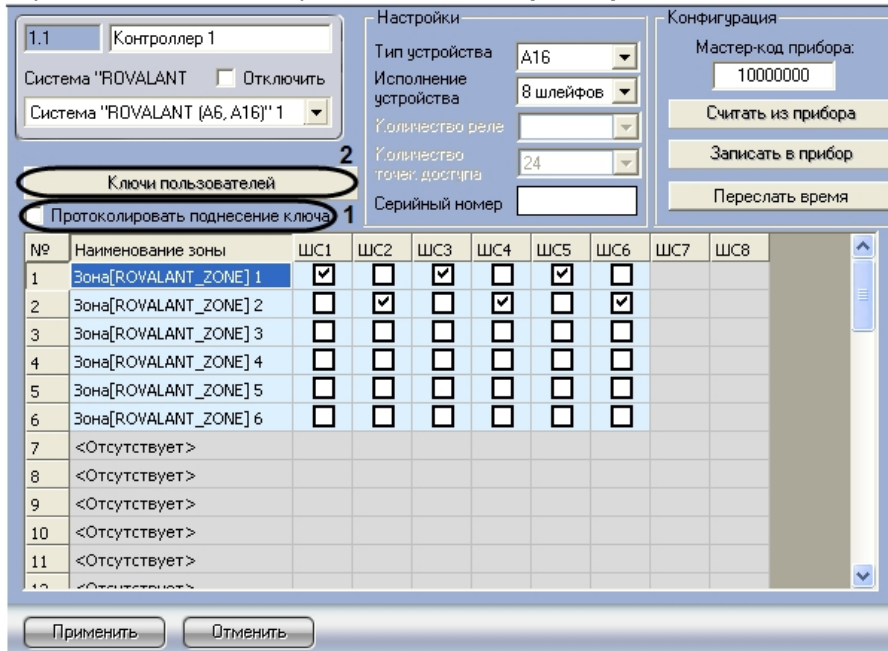 1.1 Контроллер 1
Система "ROVALANT Отключить
Система "ROVALANT (А6, А16)" 1
2
Ключи пользователей
Протоколировать поднесение ключа 1
Настройки
Тип устройства А16
Исполнение устройства 8 шлейфов
Количество реле
Количество точек доступа 24
Серийный номер
Конфигурация
Мастер-код прибора:
10000000
Считать из прибора
Записать в прибор
Переслать время
№ Наименование зоны ШС1 ШС2 ШС3 ШС4 ШС5 ШС6 ШС7 ШС8
1 Зона[ROVALANT_ZONE] 1
2 Зона[ROVALANT_ZONE] 2
3 Зона[ROVALANT_ZONE] 3
4 Зона[ROVALANT_ZONE] 4
5 Зона[ROVALANT_ZONE] 5
6 Зона[ROVALANT_ZONE] 6
7 <Отсутствует>
8 <Отсутствует>
9 <Отсутствует>
10 <Отсутствует>
11 <Отсутствует>
Применить Отменить